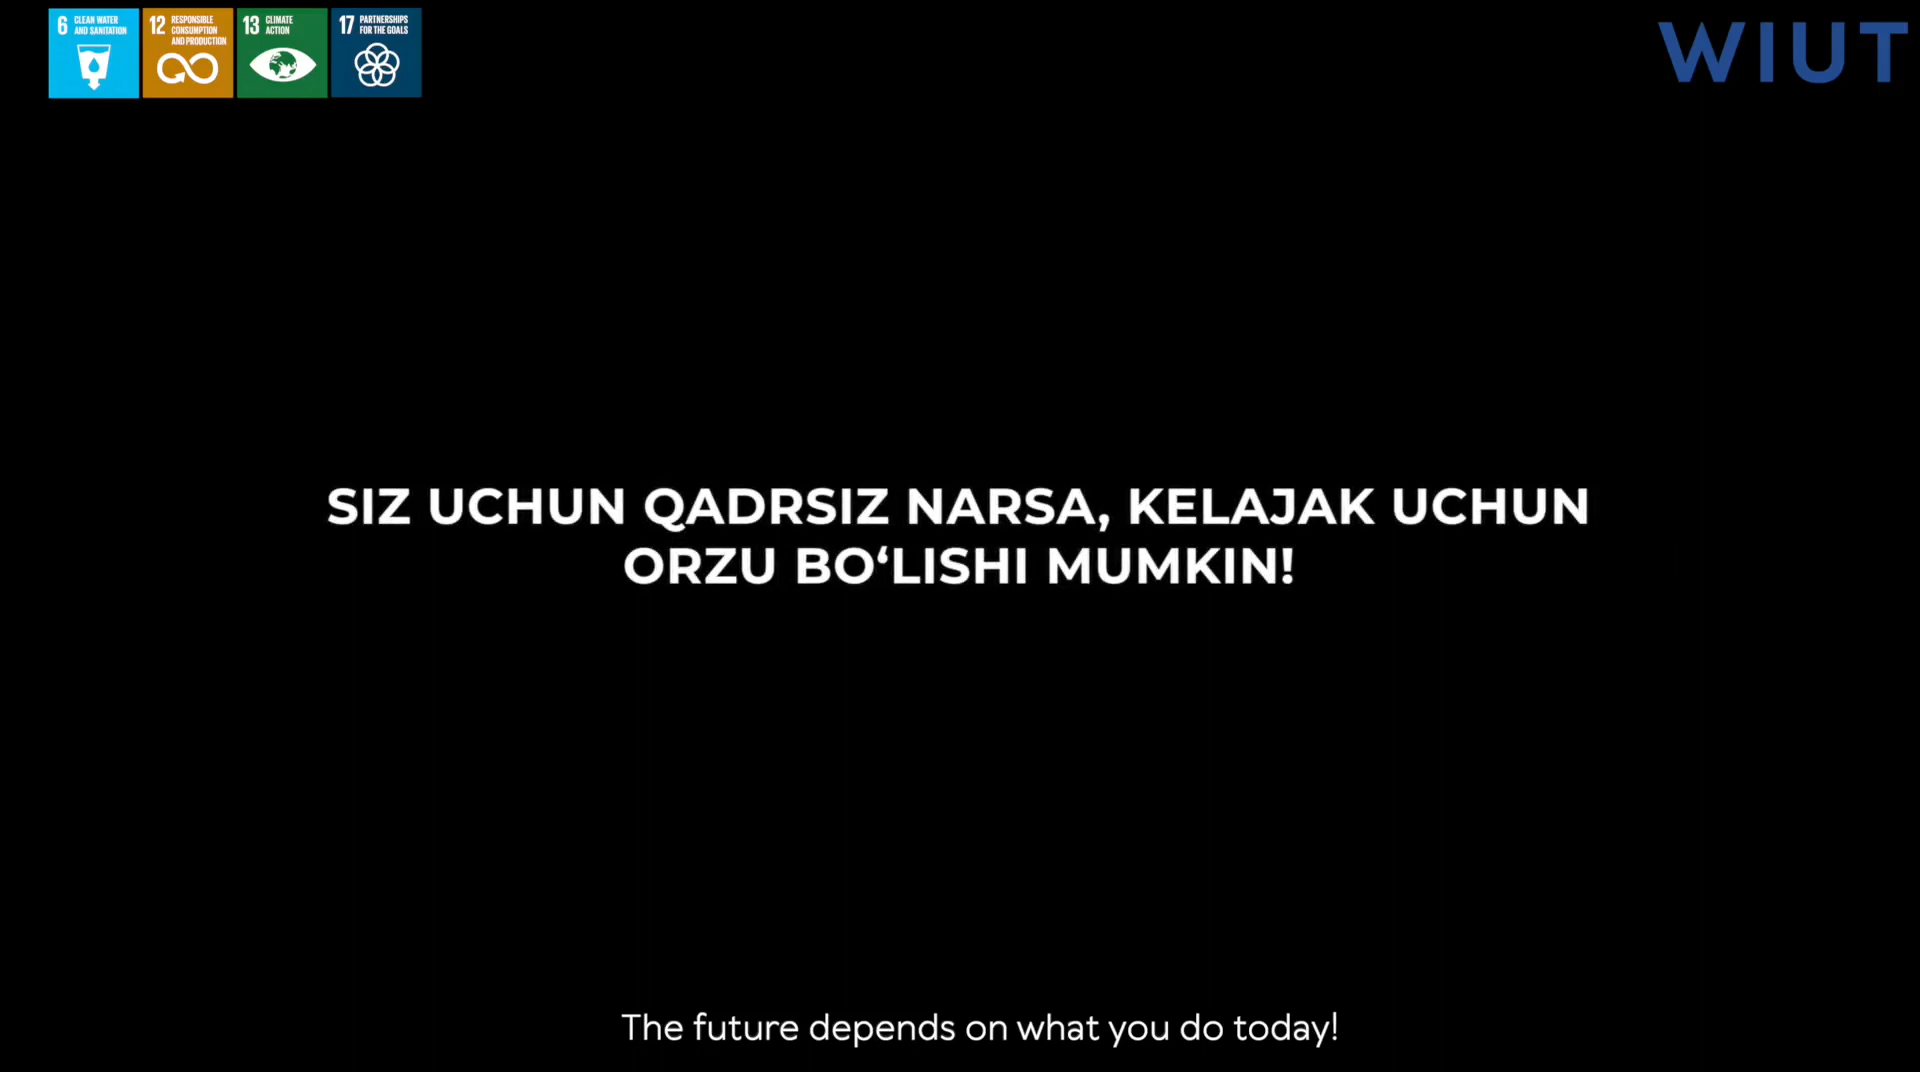 6 CLEAN WATER
AND SANITATION
12 RESPONSIBLE
CONSUMPTION
AND PRODUCTION
13 CLIMATE
ACTION
17 PARTNERSHIPS
FOR THE GOALS
WIUT
SIZ UCHUN QADRSIZ NARSA, KELAJAK UCHUN
ORZU BO‘LISHI MUMKIN!
The future depends on what you do today!